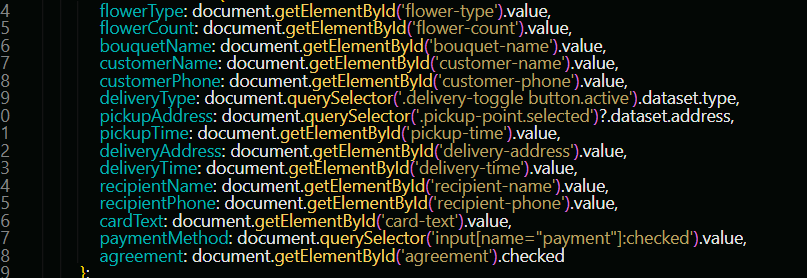 4 flowerType: document.getElementById('flower-type').value,
5 flowerCount: document.getElementById('flower-count').value,
6 bouquetName: document.getElementById('bouquet-name').value,
7 customerName: document.getElementById('customer-name').value,
8 customerPhone: document.getElementById('customer-phone').value,
9 deliveryType: document.querySelector('.delivery-toggle button.active').dataset.type,
0 pickupAddress: document.querySelector('.pickup-point.selected')?.dataset.address,
1 pickupTime: document.getElementById('pickup-time').value,
2 deliveryAddress: document.getElementById('delivery-address').value,
3 deliveryTime: document.getElementById('delivery-time').value,
4 recipientName: document.getElementById('recipient-name').value,
5 recipientPhone: document.getElementById('recipient-phone').value,
6 cardText: document.getElementById('card-text').value,
7 paymentMethod: document.querySelector('input[name="payment"]:checked').value,
8 agreement: document.getElementById('agreement').checked
9 };